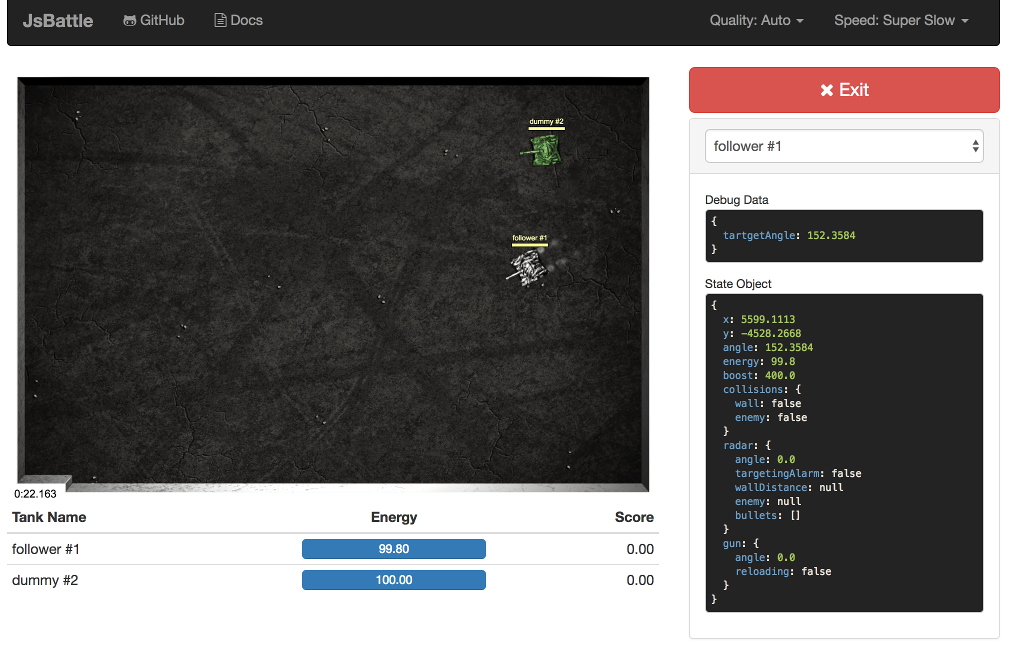 JsBattle GitHub Docs Quality: Auto Speed: Super Slow
dummy #2
follower #1
0:22.163
Tank Name Energy Score
follower #1 99.80 0.00
dummy #2 100.00 0.00
Exit
follower #1
Debug Data
{
tartgetAngle: 152.3584
}
State Object
{
x: 5599.1113
y: -4528.2668
angle: 152.3584
energy: 99.8
boost: 400.0
collisions: {
wall: false
enemy: false
}
radar: {
angle: 0.0
targetingAlarm: false
wallDistance: null
enemy: null
bullets: []
}
gun: {
angle: 0.0
reloading: false
}
}